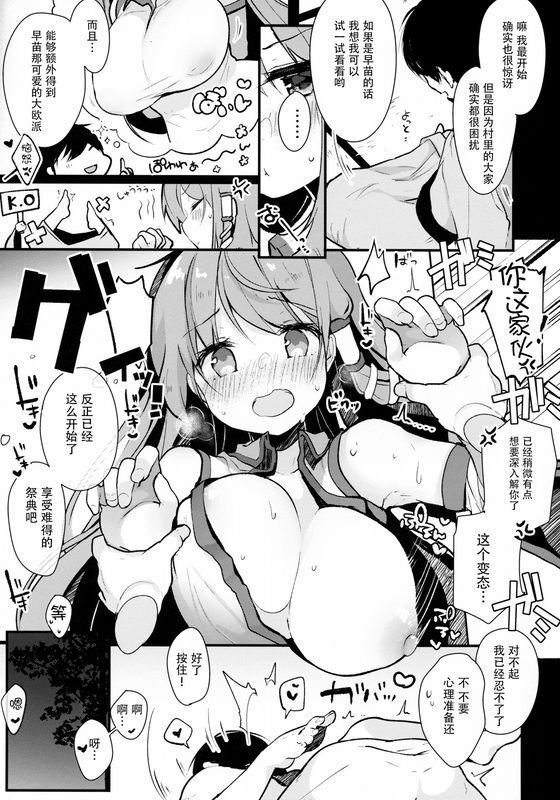 嘛 我最开始
确实也很惊讶
但是因为村里的大家
确实都很困扰
如果是早苗的话
我想我可以
试一试看看哟
而且…
能够额外得到
早苗那可爱的大欧派
恼怒
K.O
你这家伙!
已经稍微有点
想要深入解你了
这个变态…
反正已经
这么开始了
享受难得的
祭典吧
等
对不起
我已经忍不了了
不 不要
心理准备还
好了
按住!
啊
啊…
呀…
嗯